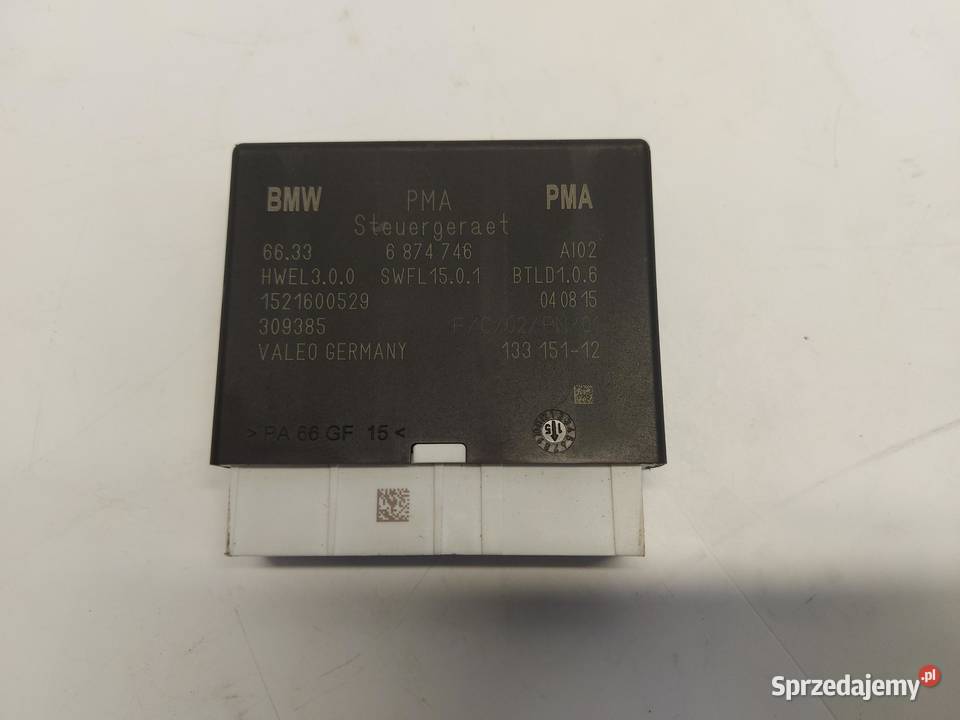 BMW PMA PMA
Steuergeraet
66.33 6 874 746 AI02
HWEL3.0.0 SWFL15.0.1 BTLD1.0.6
1521600529 04 08 15
309385
VALEO GERMANY 133 151-12
> PA 66 GF 15 <
Sprzedajemy.pl